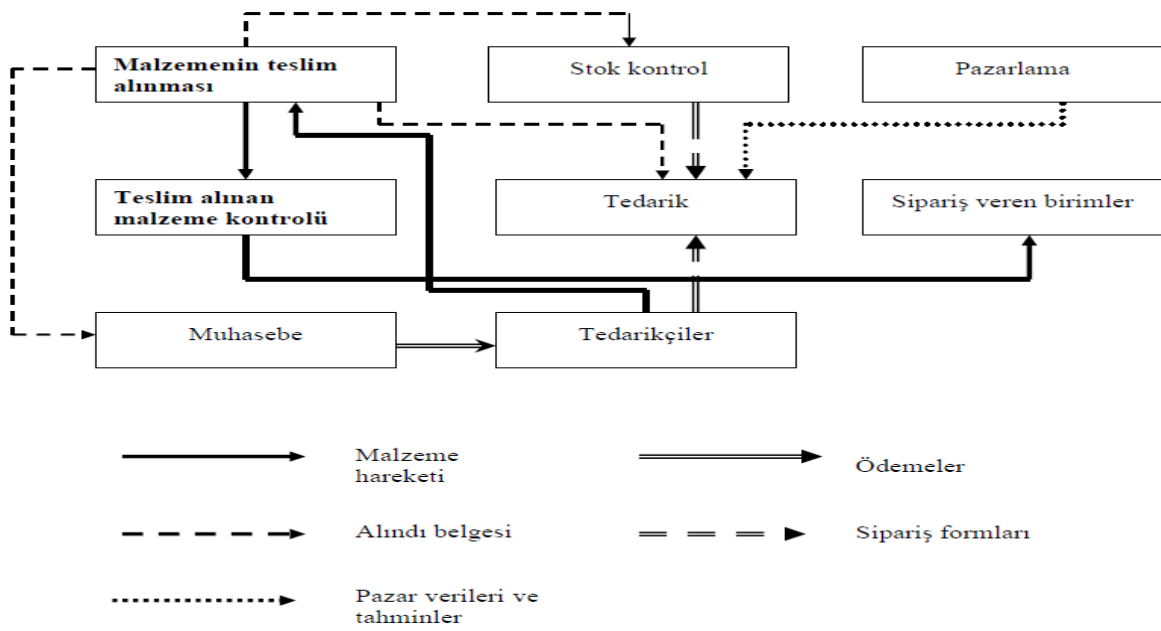 Malzemenin teslim
alınması
Stok kontrol
Pazarlama
Teslim alınan
malzeme kontrolü
Tedarik
Sipariş veren birimler
Muhasebe
Tedarikçiler
Malzeme
hareketi
Ödemeler
Alındı belgesi
Sipariş formları
Pazar verileri ve
tahminler